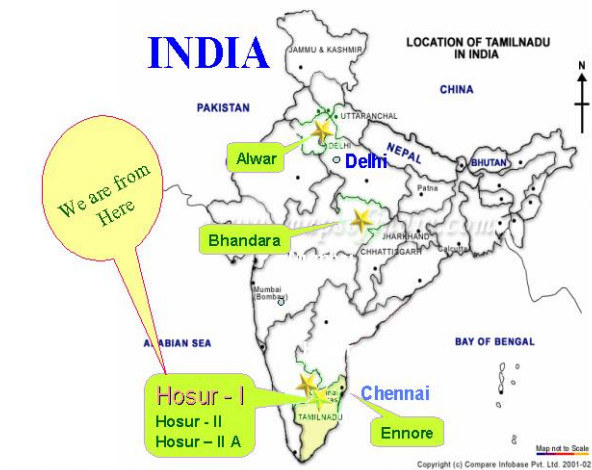 INDIA
LOCATION OF TAMILNADU
IN INDIA
JAMMU & KASHMIR
N
CHINA
PAKISTAN
UTTARANCHAL
DELHI
Delhi
Alwar
NEPAL
BHUTAN
Patna
We are from
Here
Bhandara
JHARKHAND
CHHATTISGARH
Calcutta
Mumbai
(Bombay)
ARABIAN SEA
BAY OF BENGAL
Hosur - I
Hosur - II
Hosur – II A
TAMILNADU
Chennai
Ennore
Map not to Scale
Copyright (c) Compare Infobase Pvt. Ltd. 2001-02